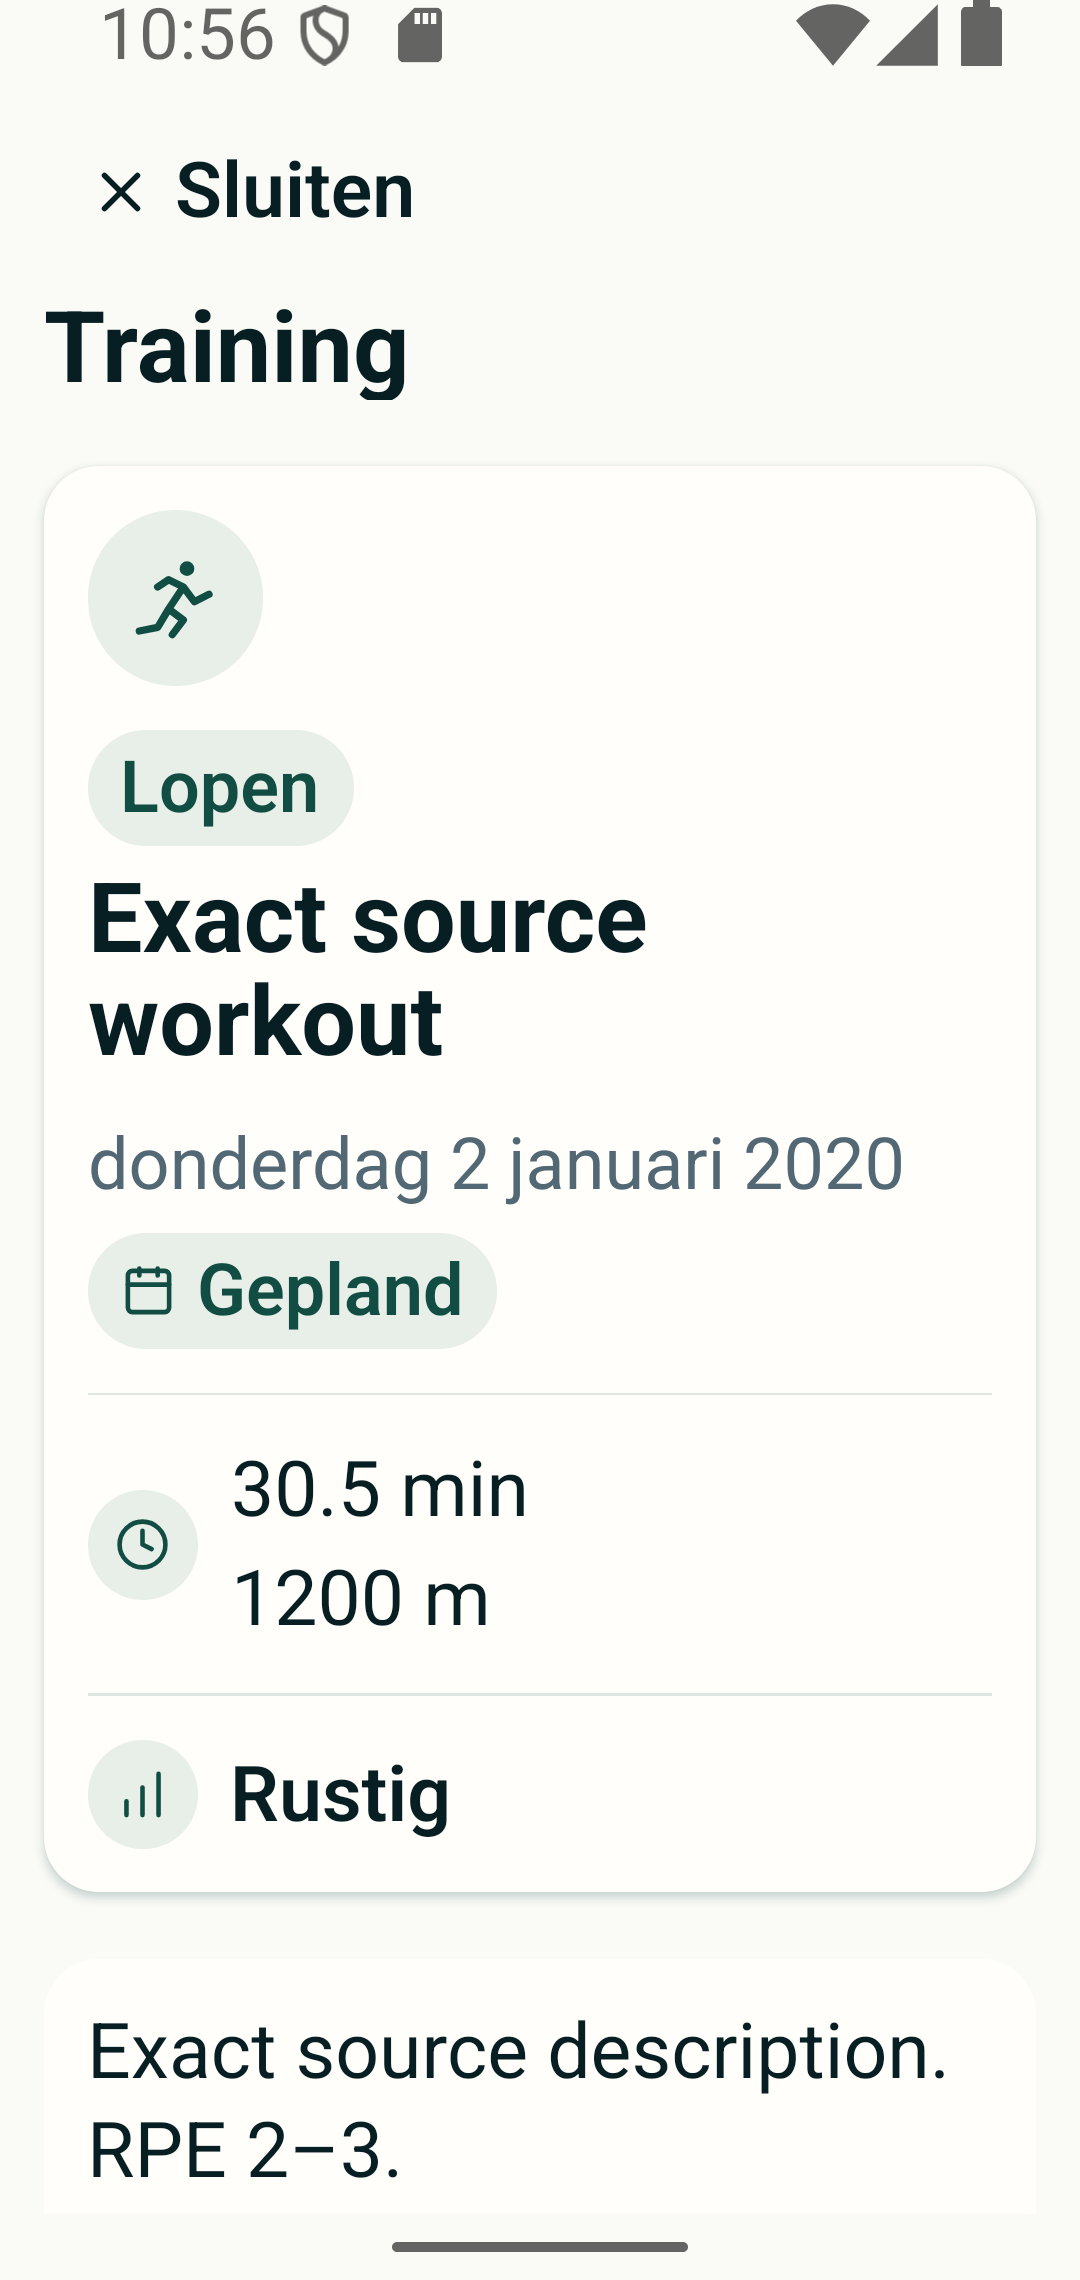 10:56
Sluiten
Training
Lopen
Exact source
workout
donderdag 2 januari 2020
Gepland
30.5 min
1200 m
Rustig
Exact source description.
RPE 2–3.